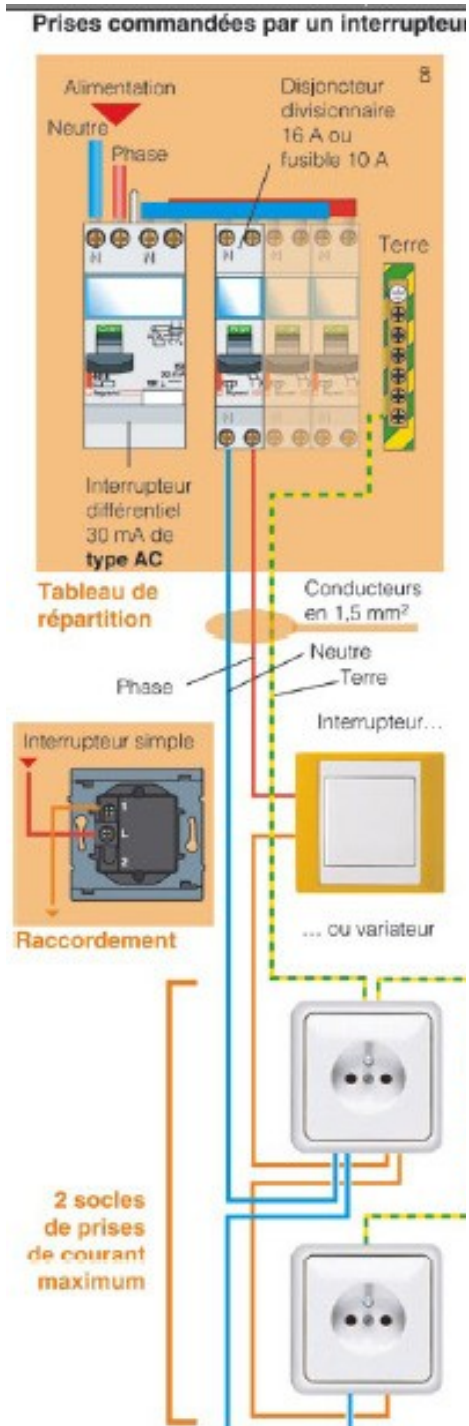 Prises commandées par un interrupteur
Alimentation
Neutre
Phase
Disjoncteur
divisionnaire
16 A ou
fusible 10 A
Terre
N
N
N
Interrupteur
différentiel
30 mA de
type AC
Tableau de
répartition
Conducteurs
en 1,5 mm²
Neutre
Terre
Phase
Interrupteur simple
1
L
2
Raccordement
Interrupteur...
... ou variateur
2 socles
de prises
de courant
maximum